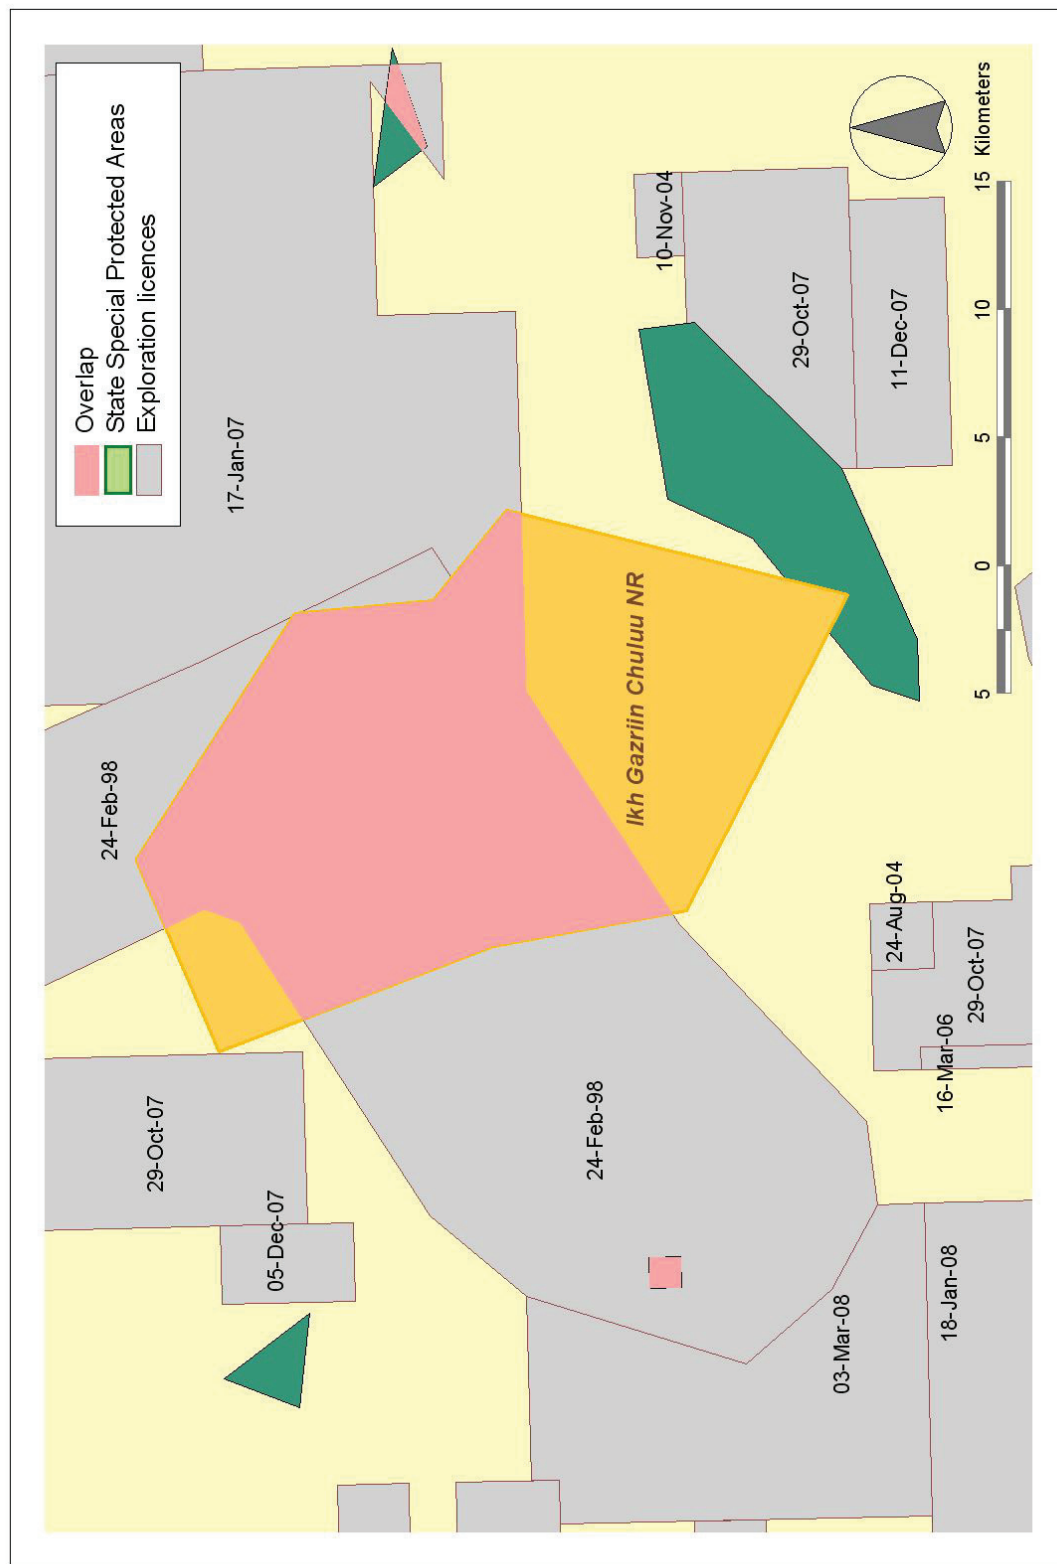 Overlap
State Special Protected Areas
Exploration licences
17-Jan-07
24-Feb-98
29-Oct-07
05-Dec-07
10-Nov-04
29-Oct-07
11-Dec-07
Ikh Gazriin Chuluu NR
24-Feb-98
24-Aug-04
29-Oct-07
16-Mar-06
03-Mar-08
18-Jan-08
5 0 5 10 15
Kilometers